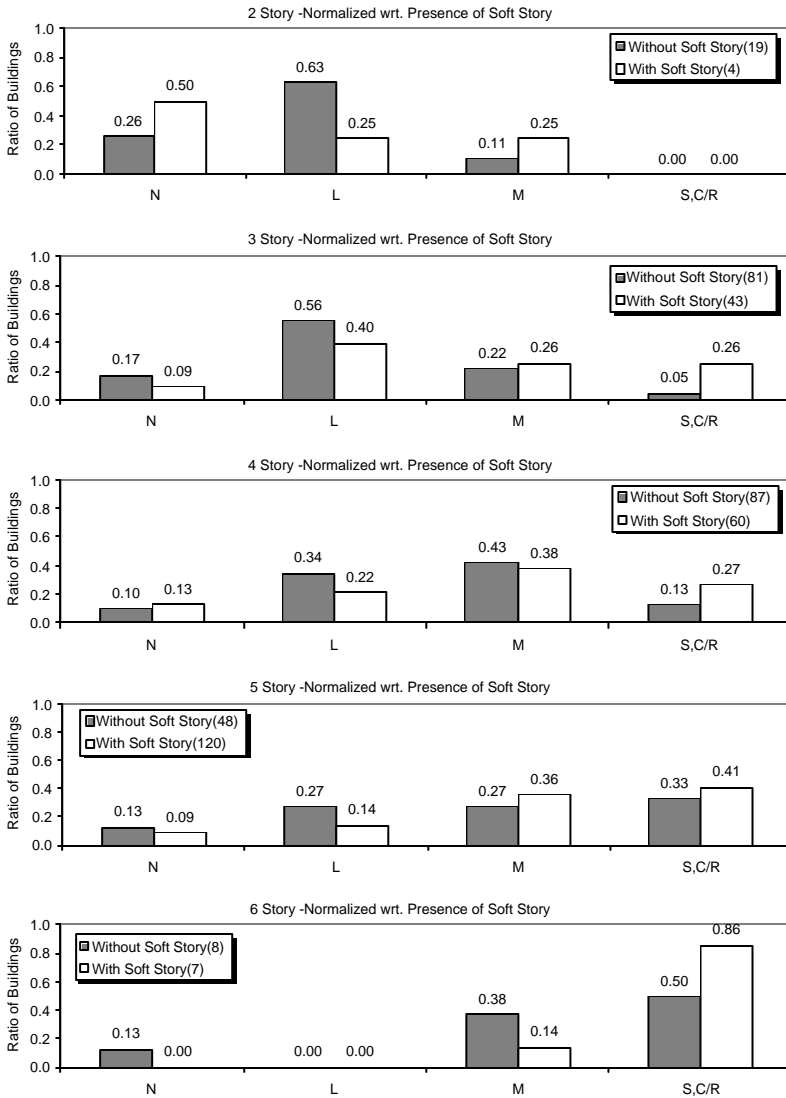 2 Story -Normalized wrt. Presence of Soft Story
Ratio of Buildings
1.0
0.8
0.6
0.4
0.2
0.0
Without Soft Story(19)
With Soft Story(4)
0.26
0.50
0.63
0.25
0.11
0.25
0.00
0.00
N
L
M
S,C/R
3 Story -Normalized wrt. Presence of Soft Story
Ratio of Buildings
1.0
0.8
0.6
0.4
0.2
0.0
Without Soft Story(81)
With Soft Story(43)
0.17
0.09
0.56
0.40
0.22
0.26
0.05
0.26
N
L
M
S,C/R
4 Story -Normalized wrt. Presence of Soft Story
Ratio of Buildings
1.0
0.8
0.6
0.4
0.2
0.0
Without Soft Story(87)
With Soft Story(60)
0.10
0.13
0.34
0.22
0.43
0.38
0.13
0.27
N
L
M
S,C/R
5 Story -Normalized wrt. Presence of Soft Story
Ratio of Buildings
1.0
0.8
0.6
0.4
0.2
0.0
Without Soft Story(48)
With Soft Story(120)
0.13
0.09
0.27
0.14
0.27
0.36
0.33
0.41
N
L
M
S,C/R
6 Story -Normalized wrt. Presence of Soft Story
Ratio of Buildings
1.0
0.8
0.6
0.4
0.2
0.0
Without Soft Story(8)
With Soft Story(7)
0.13
0.00
0.00
0.00
0.38
0.14
0.50
0.86
N
L
M
S,C/R